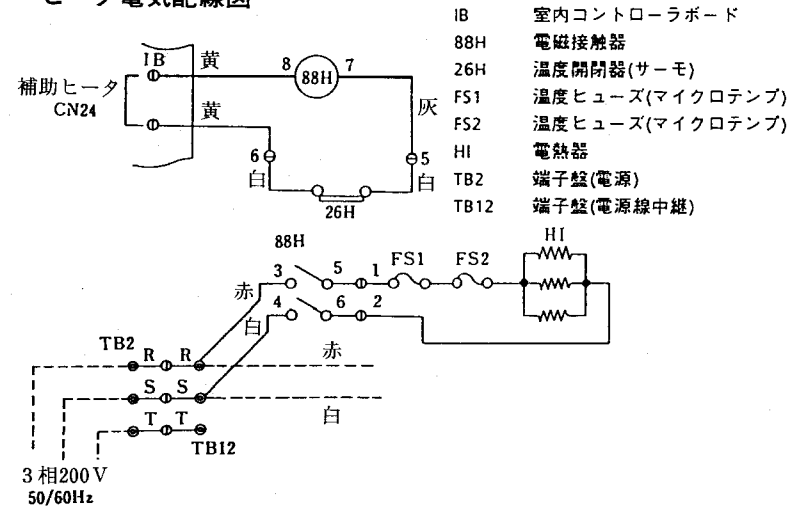 ヒータ電気配線図
IB 室内コントローラボード
88H 電磁接触器
26H 温度開閉器(サーモ)
FS1 温度ヒューズ(マイクロテンプ)
FS2 温度ヒューズ(マイクロテンプ)
HI 電熱器
TB2 端子盤(電源)
TB12 端子盤(電源線中継)
IB
黄
8
88H
7
補助ヒータ
CN24
黄
灰
6
5
白
白
26H
88H
HI
FS1
FS2
3
5
1
赤
4
6
2
白
TB2
R
R
赤
S
S
白
T
T
TB12
3相200V
50/60Hz